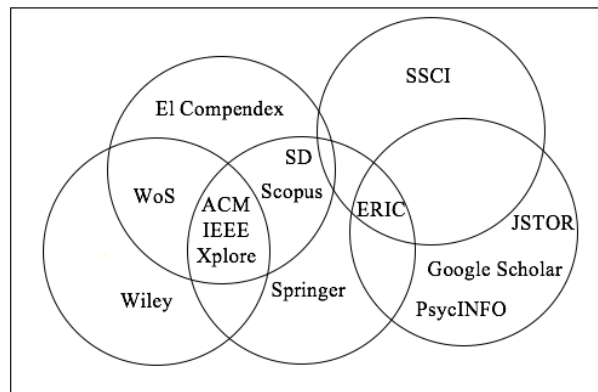 SSCI
El Compendex
SD
Scopus
WoS
ACM
IEEE
Xplore
ERIC
JSTOR
Google Scholar
Wiley
Springer
PsycINFO